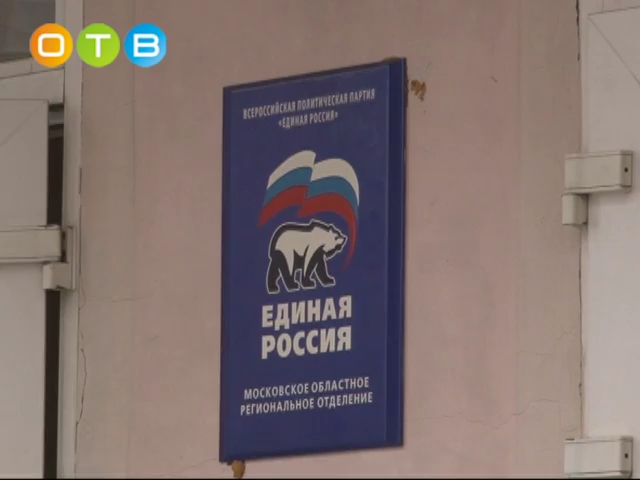 ОТВ
ВСЕРОССИЙСКАЯ ПОЛИТИЧЕСКАЯ ПАРТИЯ
«ЕДИНАЯ РОССИЯ»
ЕДИНАЯ
РОССИЯ
МОСКОВСКОЕ ОБЛАСТНОЕ
РЕГИОНАЛЬНОЕ ОТДЕЛЕНИЕ